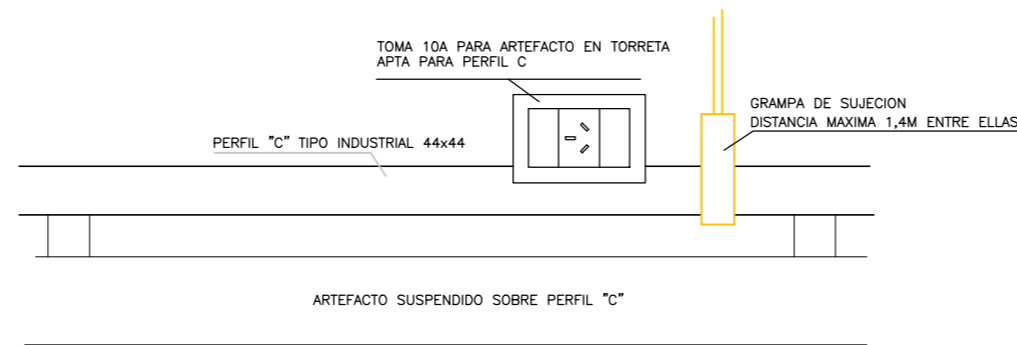 TOMA 10A PARA ARTEFACTO EN TORRETA
APTA PARA PERFIL C
GRAMPA DE SUJECION
DISTANCIA MAXIMA 1,4M ENTRE ELLAS
PERFIL "C" TIPO INDUSTRIAL 44x44
ARTEFACTO SUSPENDIDO SOBRE PERFIL "C"